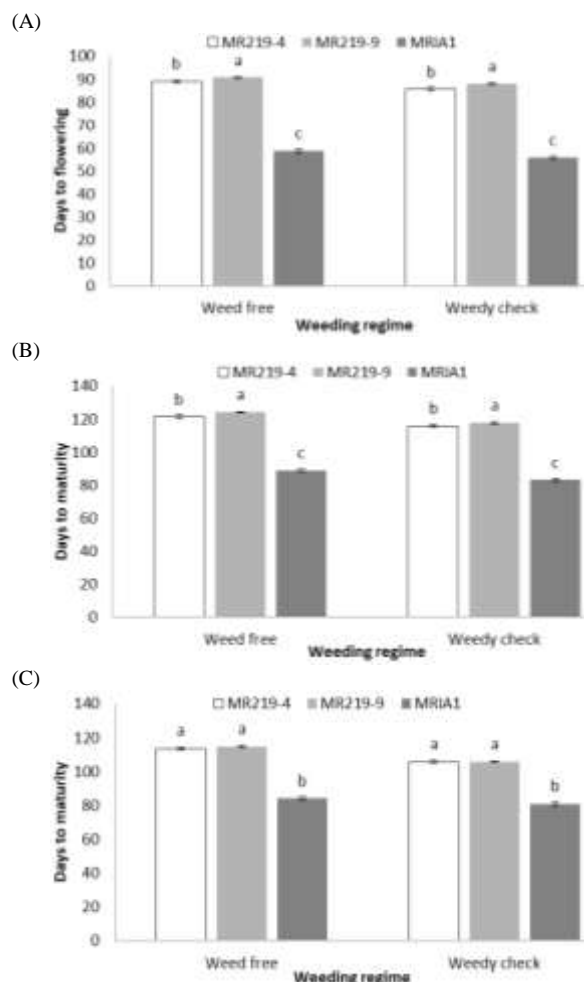 (A)
MR219-4 MR219-9 MRIA1
100
90
80
70
60
50
40
30
20
10
0
Days to flowering
b a c b a c
Weed free Weedy check
Weeding regime
(B)
MR219-4 MR219-9 MRIA1
140
120
100
80
60
40
20
0
Days to maturity
b a c b a c
Weed free Weedy check
Weeding regime
(C)
MR219-4 MR219-9 MRIA1
140
120
100
80
60
40
20
0
Days to maturity
a a b a a b
Weed free Weedy check
Weeding regime